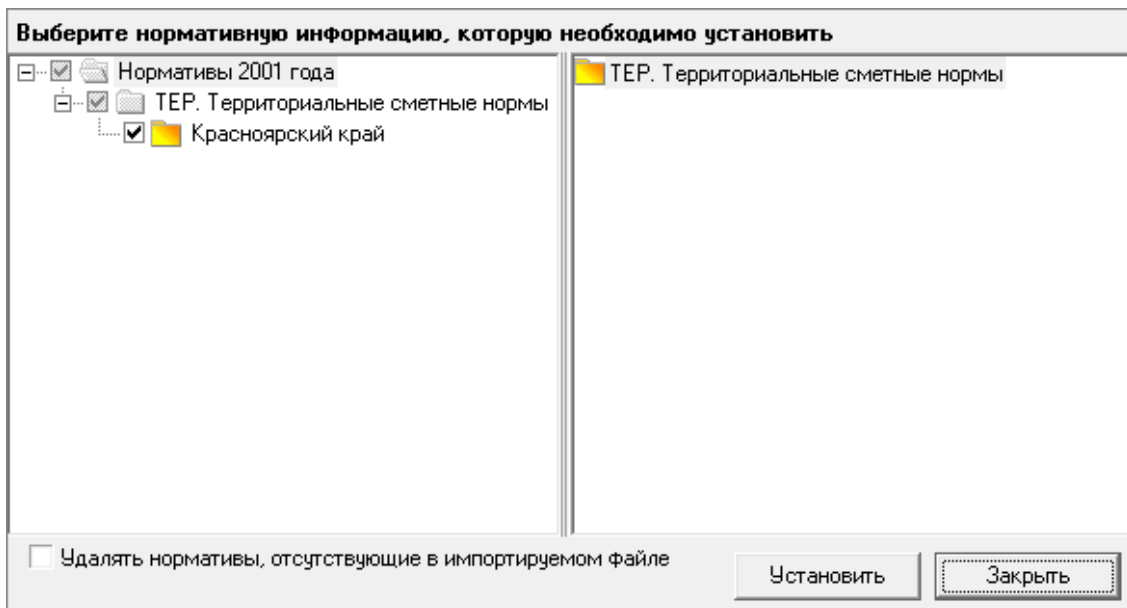 Выберите нормативную информацию, которую необходимо установить
Нормативы 2001 года
ТЕР. Территориальные сметные нормы
Красноярский край
ТЕР. Территориальные сметные нормы
Удалять нормативы, отсутствующие в импортируемом файле
Установить
Закрыть